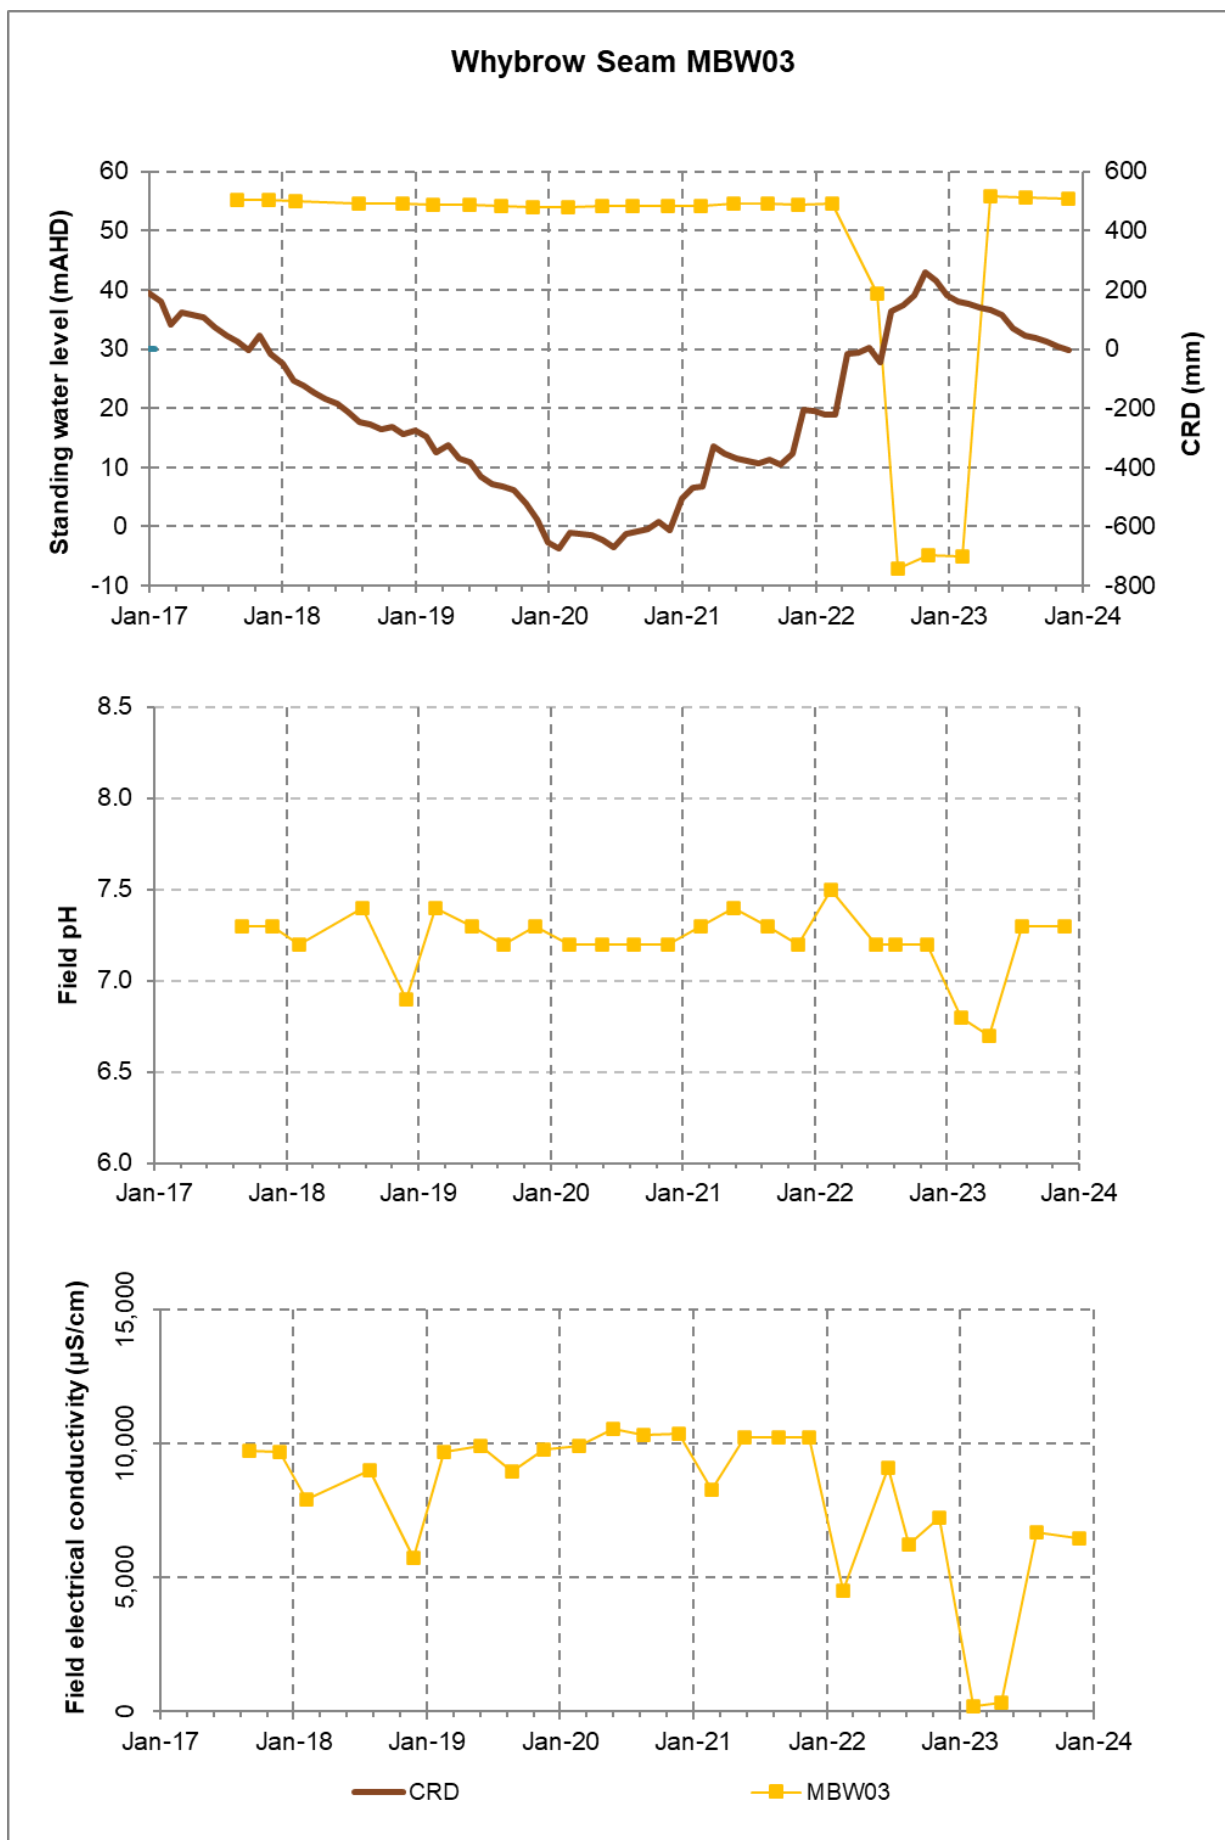 Whybrow Seam MBW03
Standing water level (mAHD)
60
50
40
30
20
10
0
-10
600
400
200
0
-200
-400
-600
-800
CRD (mm)
Jan-17 Jan-18 Jan-19 Jan-20 Jan-21 Jan-22 Jan-23 Jan-24
Field pH
8.5
8.0
7.5
7.0
6.5
6.0
Jan-17 Jan-18 Jan-19 Jan-20 Jan-21 Jan-22 Jan-23 Jan-24
Field electrical conductivity (µS/cm)
15,000
10,000
5,000
0
Jan-17 Jan-18 Jan-19 Jan-20 Jan-21 Jan-22 Jan-23 Jan-24
CRD MBW03